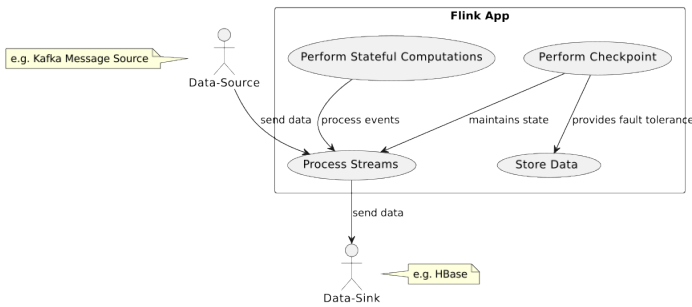 Flink App
e.g. Kafka Message Source
Perform Stateful Computations
Perform Checkpoint
Data-Source
send data
process events
maintains state
provides fault tolerance
Process Streams
Store Data
send data
e.g. HBase
Data-Sink